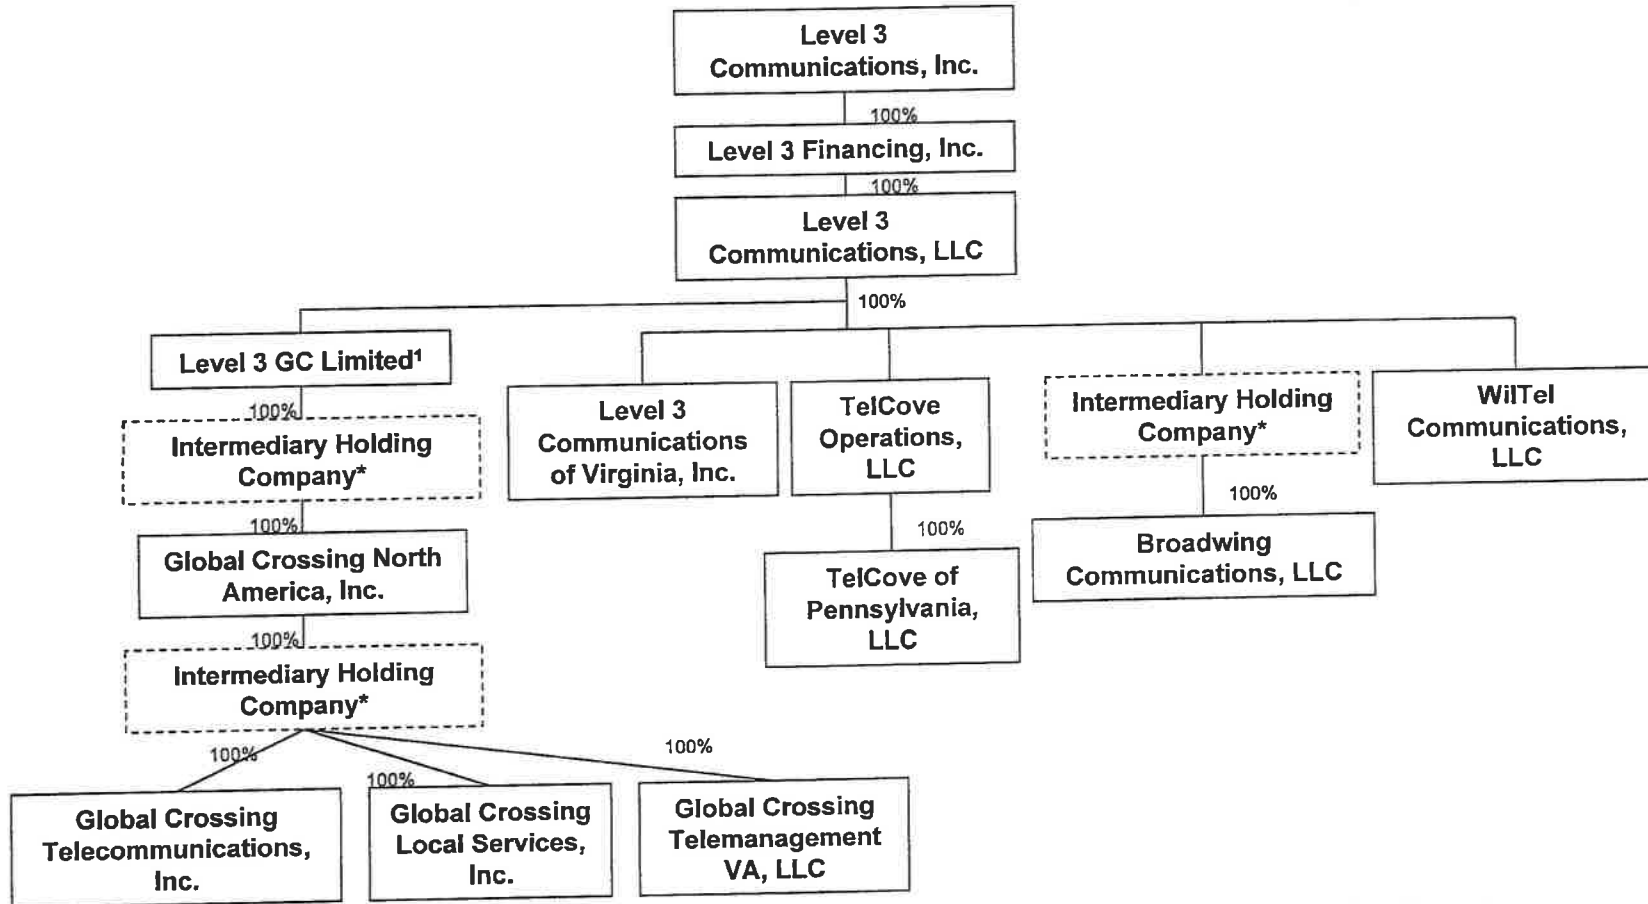 Level 3
Communications, Inc.
100%
Level 3 Financing, Inc.
100%
Level 3
Communications, LLC
100%
Level 3 GC Limited¹
100%
Intermediary Holding
Company*
100%
Global Crossing North
America, Inc.
100%
Intermediary Holding
Company*
100%
100%
100%
Global Crossing
Telecommunications,
Inc.
Global Crossing
Local Services,
Inc.
Global Crossing
Telemanagement
VA, LLC
Level 3
Communications
of Virginia, Inc.
TelCove
Operations,
LLC
100%
TelCove of
Pennsylvania,
LLC
Intermediary Holding
Company*
100%
Broadwing
Communications, LLC
WilTel
Communications,
LLC